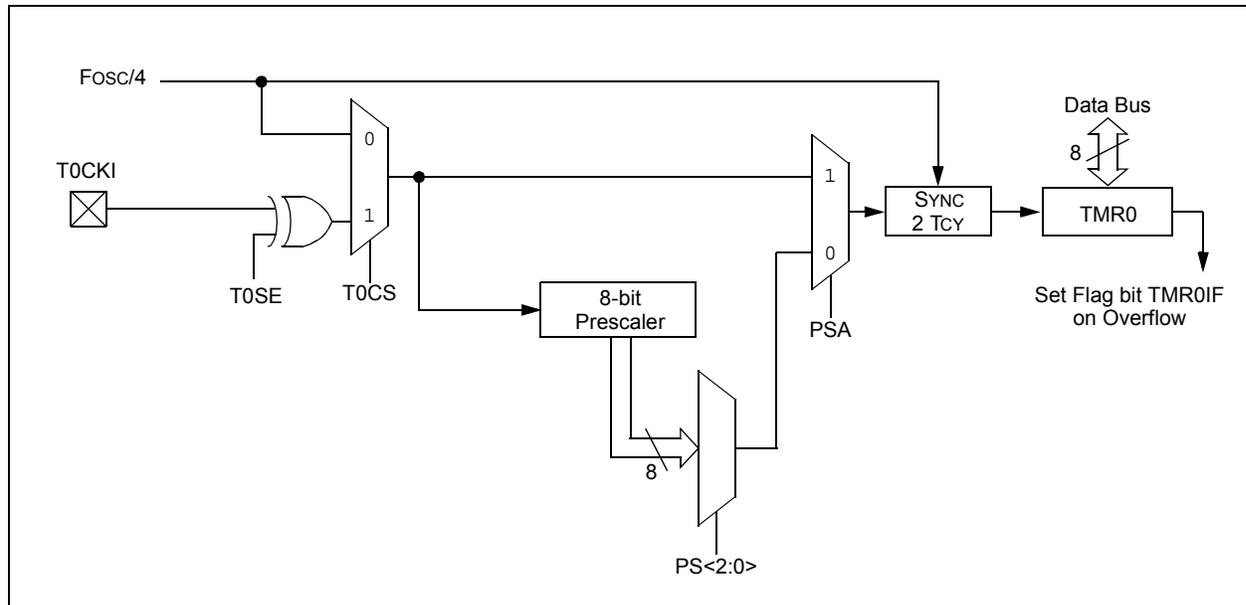 FOSC/4
Data Bus
0
8
T0CKI
1
SYNC
2 TCY
TMR0
1
0
T0SE
T0CS
8-bit
Prescaler
PSA
Set Flag bit TMR0IF
on Overflow
8
PS<2:0>